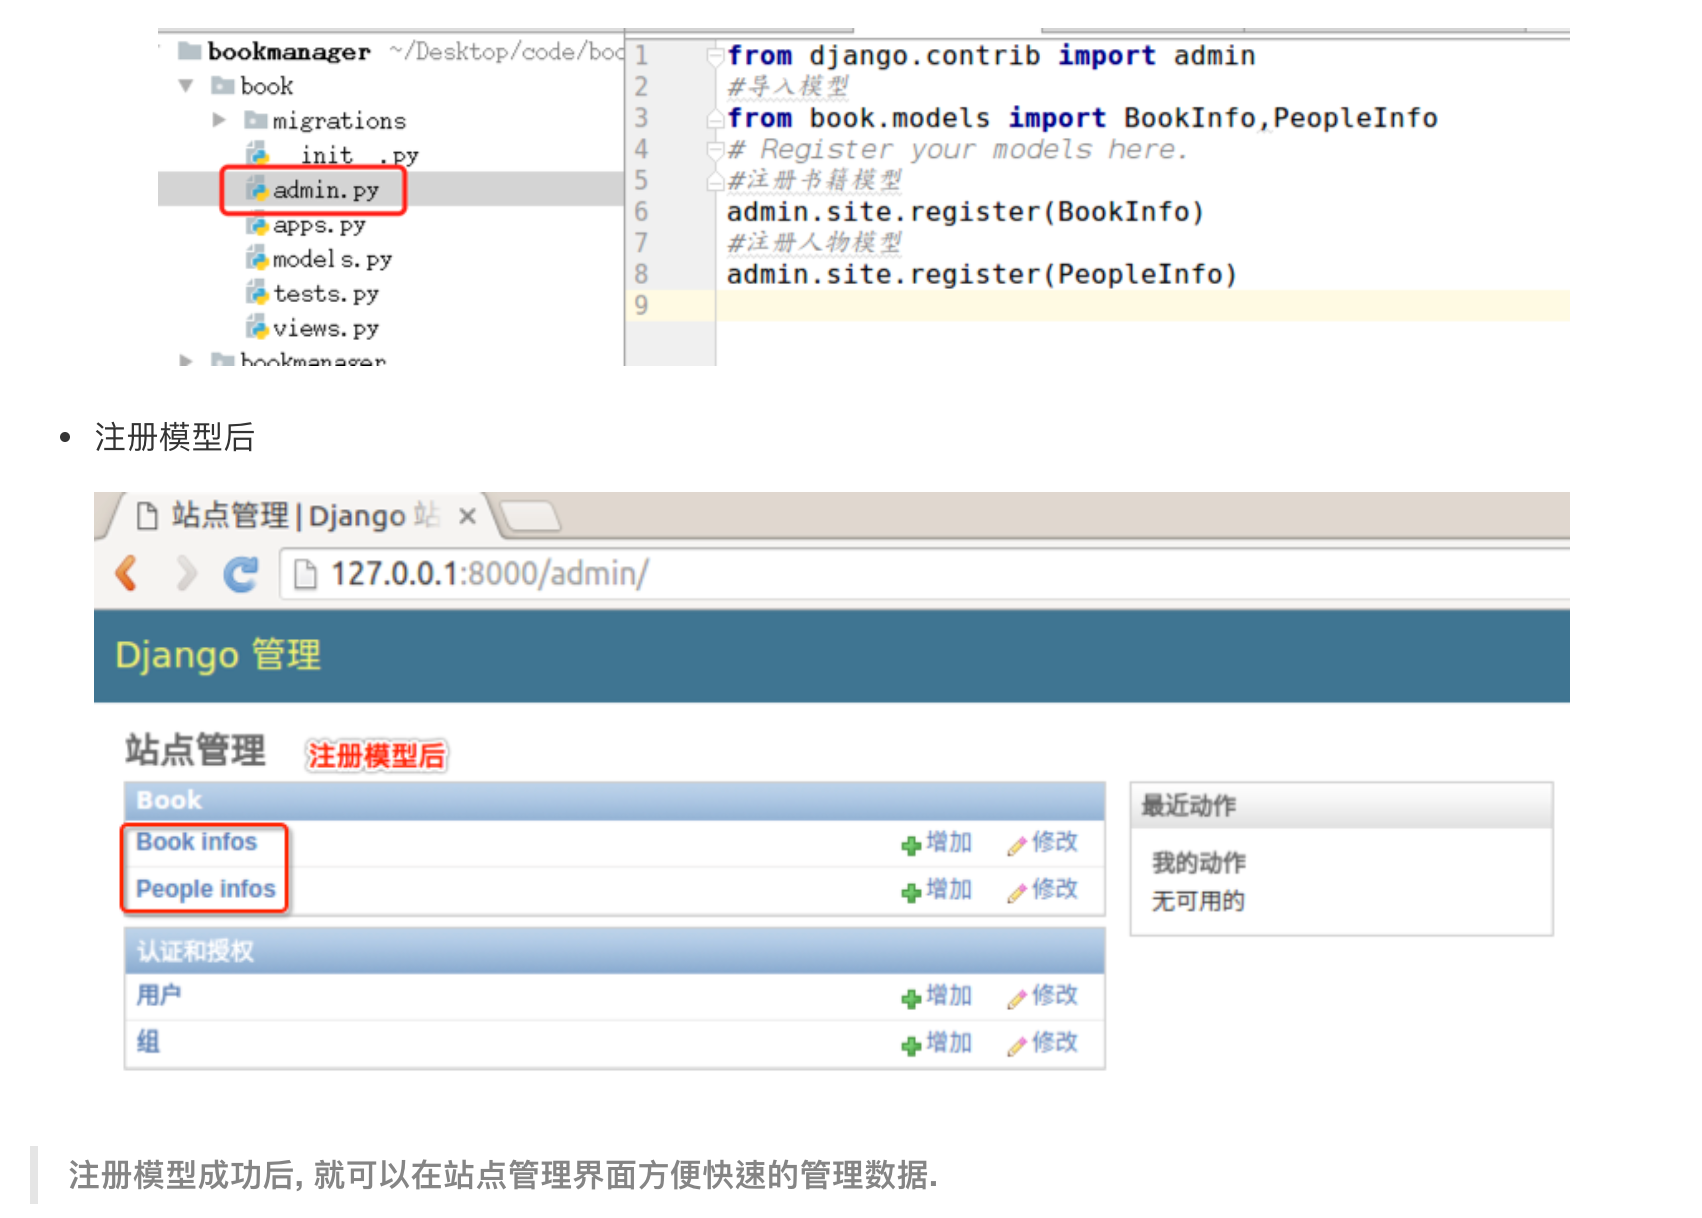 bookmanager ~/Desktop/code/boo
book
migrations
__init__.py
admin.py
apps.py
models.py
tests.py
views.py
bookmanager
1 from django.contrib import admin
2 #导入模型
3 from book.models import BookInfo,PeopleInfo
4 # Register your models here.
5 #注册书籍模型
6 admin.site.register(BookInfo)
7 #注册人物模型
8 admin.site.register(PeopleInfo)
9
• 注册模型后
站点管理 | Django 站
127.0.0.1:8000/admin/
Django 管理
站点管理 注册模型后
Book
Book infos 增加 修改
People infos 增加 修改
认证和授权
用户 增加 修改
组 增加 修改
最近动作
我的动作
无可用的
注册模型成功后, 就可以在站点管理界面方便快速的管理数据.